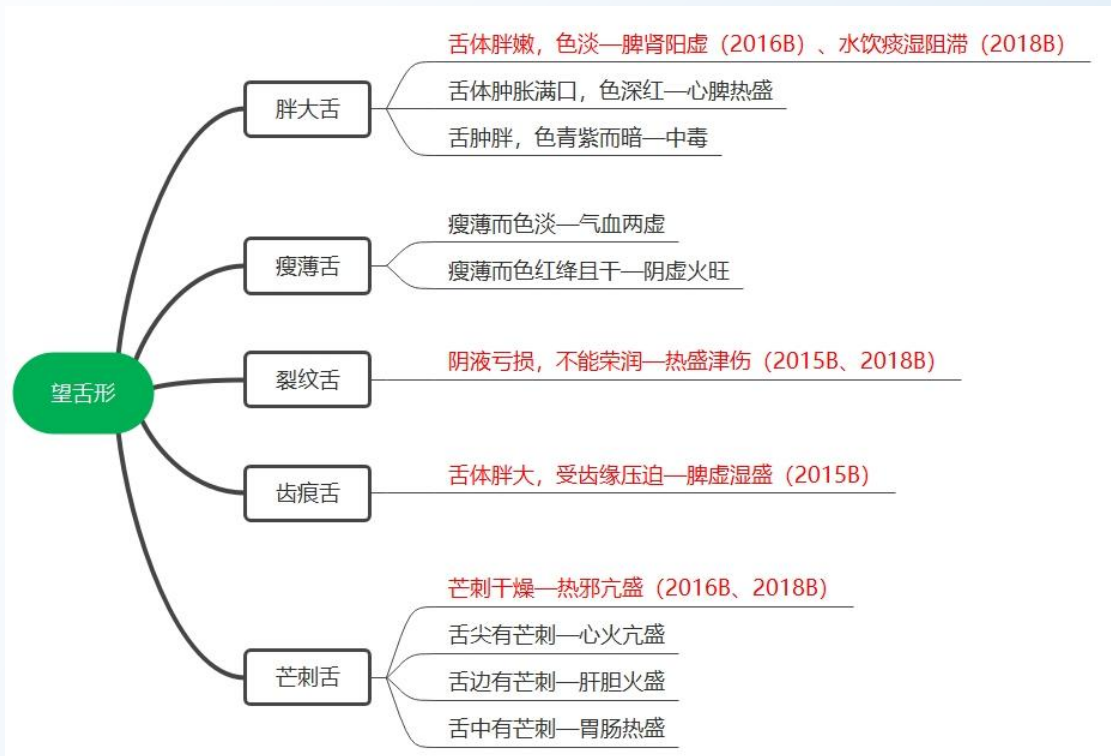 望舌形
胖大舌
舌体胖嫩，色淡—脾肾阳虚（2016B）、水饮痰湿阻滞（2018B）
舌体肿胀满口，色深红—心脾热盛
舌肿胖，色青紫而暗—中毒
瘦薄舌
瘦薄而色淡—气血两虚
瘦薄而色红绛且干—阴虚火旺
裂纹舌
阴液亏损，不能荣润—热盛津伤（2015B、2018B）
齿痕舌
舌体胖大，受齿缘压迫—脾虚湿盛（2015B）
芒刺舌
芒刺干燥—热邪亢盛（2016B、2018B）
舌尖有芒刺—心火亢盛
舌边有芒刺—肝胆火盛
舌中有芒刺—胃肠热盛